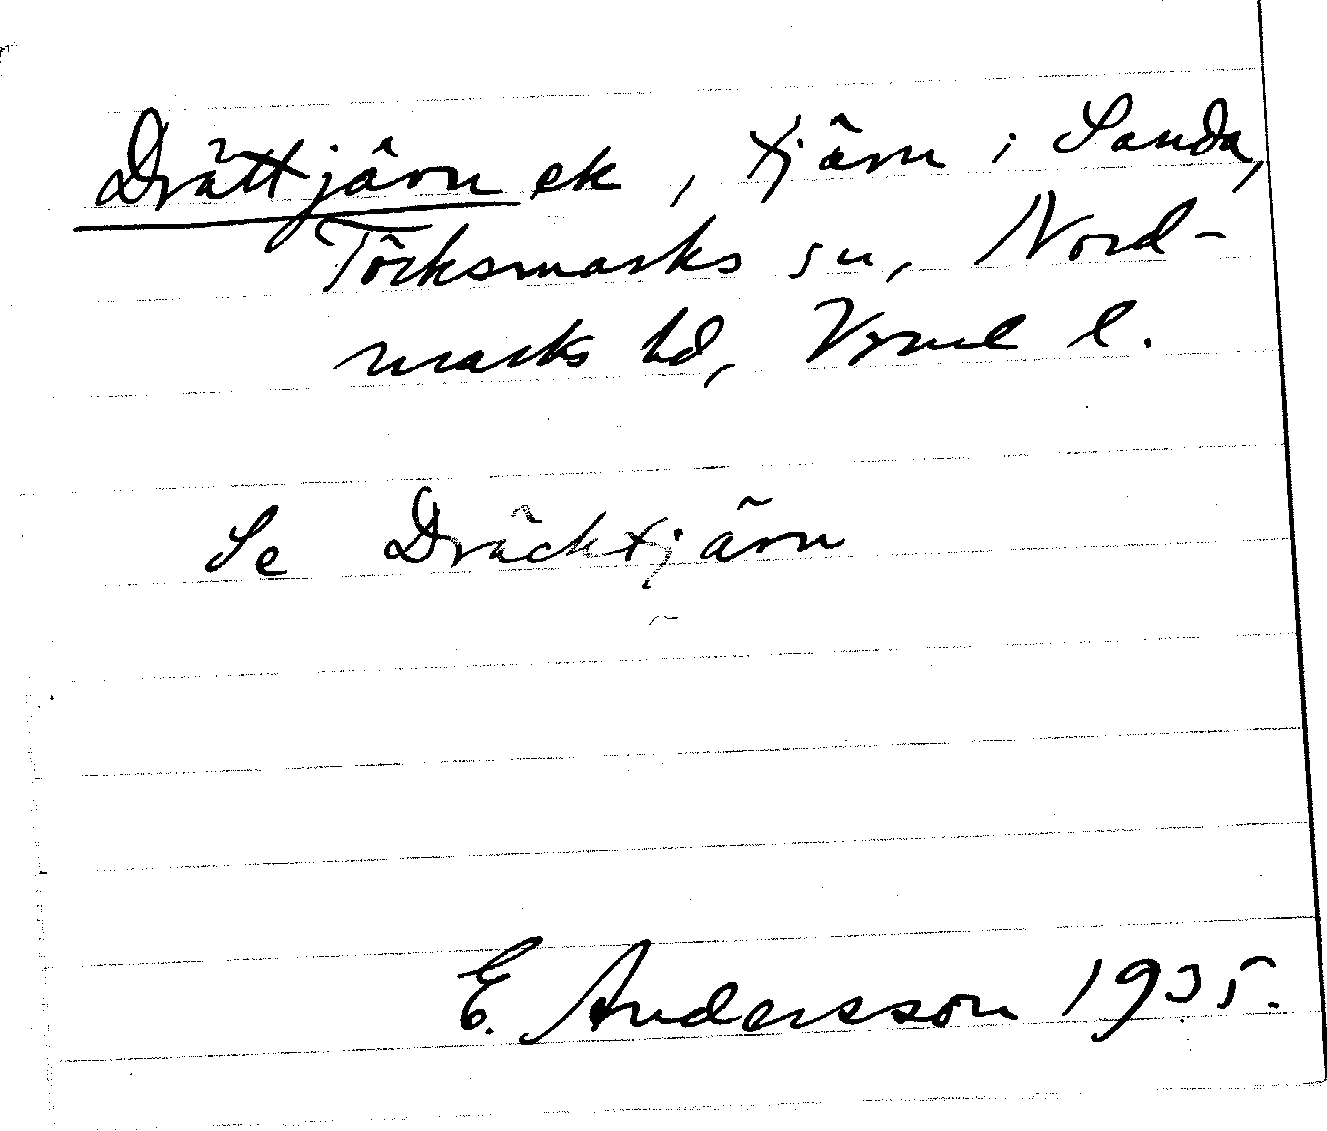 Drättjärn ek, tjärn i Sanda,
Töcksmarks sn, Nord-
marks hd, Vrml l.
Se Dräcktjärn
E. Andersson 1935.